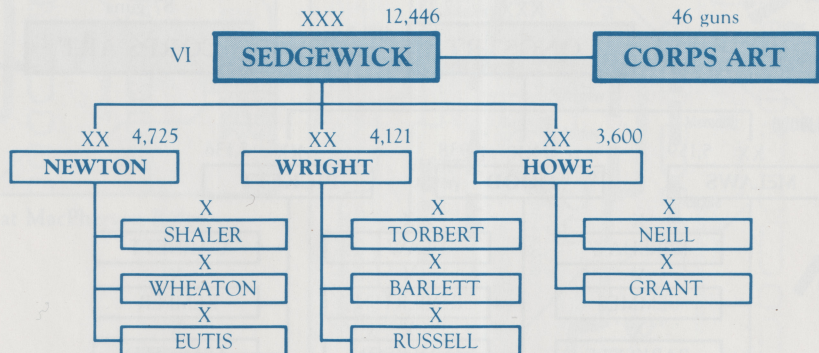 XXX 12,446 46 guns
VI SEDGEWICK CORPS ART
XX 4,725 XX 4,121 XX 3,600
NEWTON WRIGHT HOWE
X X X
SHALER TORBERT NEILL
X X X
WHEATON BARLETT GRANT
X X
EUTIS RUSSELL